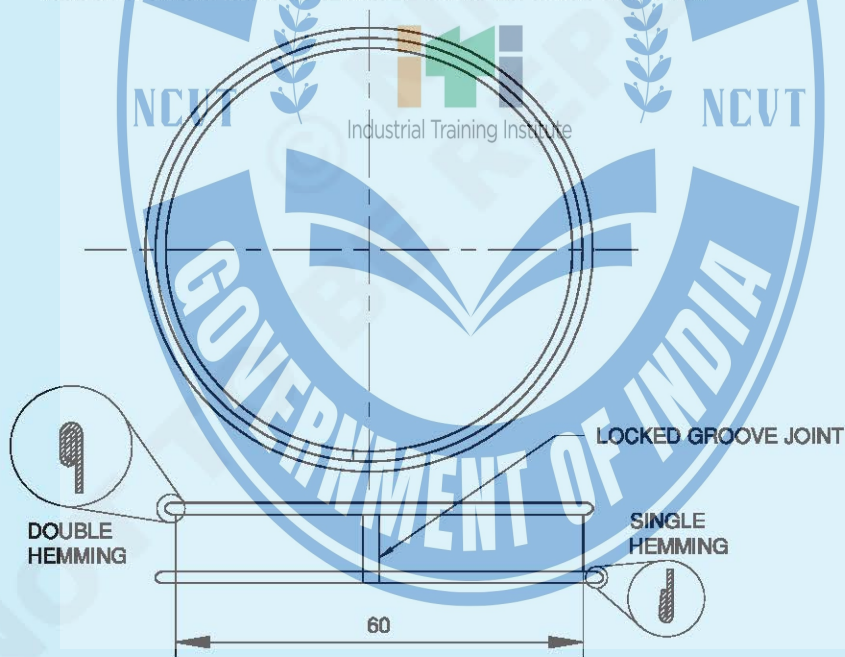 NCVT
NCVT
Industrial Training Institute
GOVERNMENT OF INDIA
LOCKED GROOVE JOINT
DOUBLE
HEMMING
SINGLE
HEMMING
60